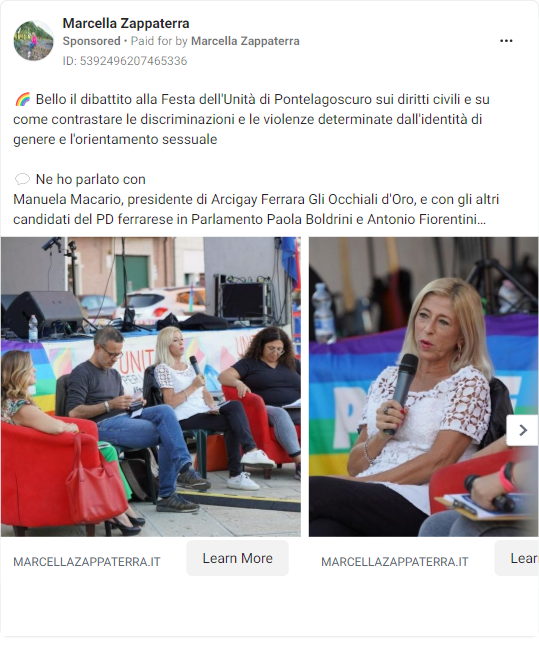 Marcella Zappaterra
Sponsored • Paid for by Marcella Zappaterra
ID: 5392496207465336
🌈 Bello il dibattito alla Festa dell'Unità di Pontelagoscuro sui diritti civili e su
come contrastare le discriminazioni e le violenze determinate dall'identità di
genere e l'orientamento sessuale
💬 Ne ho parlato con
Manuela Macario, presidente di Arcigay Ferrara Gli Occhiali d'Oro, e con gli altri
candidati del PD ferrarese in Parlamento Paola Boldrini e Antonio Fiorentini...
MARCELLAZAPPATERRA.IT
Learn More
MARCELLAZAPPATERRA.IT
Lear